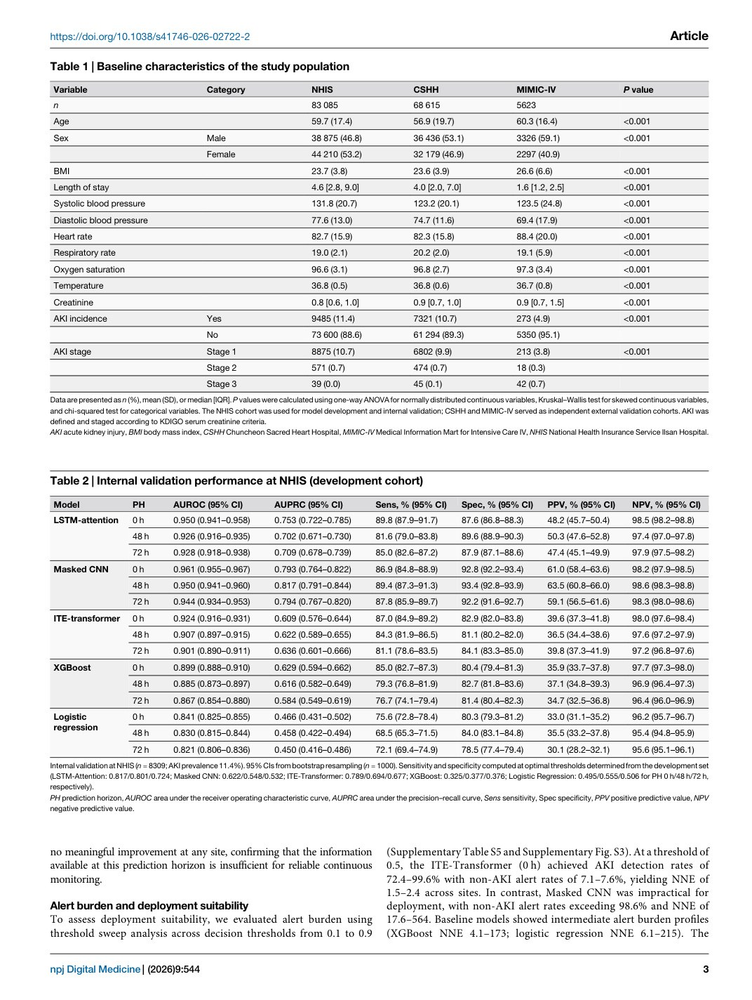 https://doi.org/10.1038/s41746-026-02722-2 Article
Table 1 | Baseline characteristics of the study population
Variable Category NHIS CSHH MIMIC-IV P value
n 83 085 68 615 5623
Age 59.7 (17.4) 56.9 (19.7) 60.3 (16.4) <0.001
Sex Male 38 875 (46.8) 36 436 (53.1) 3326 (59.1) <0.001
Female 44 210 (53.2) 32 179 (46.9) 2297 (40.9)
BMI 23.7 (3.8) 23.6 (3.9) 26.6 (6.6) <0.001
Length of stay 4.6 [2.8, 9.0] 4.0 [2.0, 7.0] 1.6 [1.2, 2.5] <0.001
Systolic blood pressure 131.8 (20.7) 123.2 (20.1) 123.5 (24.8) <0.001
Diastolic blood pressure 77.6 (13.0) 74.7 (11.6) 69.4 (17.9) <0.001
Heart rate 82.7 (15.9) 82.3 (15.8) 88.4 (20.0) <0.001
Respiratory rate 19.0 (2.1) 20.2 (2.0) 19.1 (5.9) <0.001
Oxygen saturation 96.6 (3.1) 96.8 (2.7) 97.3 (3.4) <0.001
Temperature 36.8 (0.5) 36.8 (0.6) 36.7 (0.8) <0.001
Creatinine 0.8 [0.6, 1.0] 0.9 [0.7, 1.0] 0.9 [0.7, 1.5] <0.001
AKI incidence Yes 9485 (11.4) 7321 (10.7) 273 (4.9) <0.001
No 73 600 (88.6) 61 294 (89.3) 5350 (95.1)
AKI stage Stage 1 8875 (10.7) 6802 (9.9) 213 (3.8) <0.001
Stage 2 571 (0.7) 474 (0.7) 18 (0.3)
Stage 3 39 (0.0) 45 (0.1) 42 (0.7)
Data are presented as n (%), mean (SD), or median [IQR]. P values were calculated using one-way ANOVA for normally distributed continuous variables, Kruskal–Wallis test for skewed continuous variables,
and chi-squared test for categorical variables. The NHIS cohort was used for model development and internal validation; CSHH and MIMIC-IV served as independent external validation cohorts. AKI was
defined and staged according to KDIGO serum creatinine criteria.
AKI acute kidney injury, BMI body mass index, CSHH Chuncheon Sacred Heart Hospital, MIMIC-IV Medical Information Mart for Intensive Care IV, NHIS National Health Insurance Service Ilsan Hospital.
Table 2 | Internal validation performance at NHIS (development cohort)
Model PH AUROC (95% CI) AUPRC (95% CI) Sens, % (95% CI) Spec, % (95% CI) PPV, % (95% CI) NPV, % (95% CI)
LSTM-attention 0 h 0.950 (0.941–0.958) 0.753 (0.722–0.785) 89.8 (87.9–91.7) 87.6 (86.8–88.3) 48.2 (45.7–50.4) 98.5 (98.2–98.8)
48 h 0.926 (0.916–0.935) 0.702 (0.671–0.730) 81.6 (79.0–83.8) 89.6 (88.9–90.3) 50.3 (47.6–52.8) 97.4 (97.0–97.8)
72 h 0.928 (0.918–0.938) 0.709 (0.678–0.739) 85.0 (82.6–87.2) 87.9 (87.1–88.6) 47.4 (45.1–49.9) 97.9 (97.5–98.2)
Masked CNN 0 h 0.961 (0.955–0.967) 0.793 (0.764–0.822) 86.9 (84.8–88.9) 92.8 (92.2–93.4) 61.0 (58.4–63.6) 98.2 (97.9–98.5)
48 h 0.950 (0.941–0.960) 0.817 (0.791–0.844) 89.4 (87.3–91.3) 93.4 (92.8–93.9) 63.5 (60.8–66.0) 98.6 (98.3–98.8)
72 h 0.944 (0.934–0.953) 0.794 (0.767–0.820) 87.8 (85.9–89.7) 92.2 (91.6–92.7) 59.1 (56.5–61.6) 98.3 (98.0–98.6)
ITE-transformer 0 h 0.924 (0.916–0.931) 0.609 (0.576–0.644) 87.0 (84.9–89.2) 82.9 (82.0–83.8) 39.6 (37.3–41.8) 98.0 (97.6–98.4)
48 h 0.907 (0.897–0.915) 0.622 (0.589–0.655) 84.3 (81.9–86.5) 81.1 (80.2–82.0) 36.5 (34.4–38.6) 97.6 (97.2–97.9)
72 h 0.901 (0.890–0.911) 0.636 (0.601–0.666) 81.1 (78.6–83.5) 84.1 (83.3–85.0) 39.8 (37.3–41.9) 97.2 (96.8–97.6)
XGBoost 0 h 0.899 (0.888–0.910) 0.629 (0.594–0.662) 85.0 (82.7–87.3) 80.4 (79.4–81.3) 35.9 (33.7–37.8) 97.7 (97.3–98.0)
48 h 0.885 (0.873–0.897) 0.616 (0.582–0.649) 79.3 (76.8–81.9) 82.7 (81.8–83.6) 37.1 (34.8–39.3) 96.9 (96.4–97.3)
72 h 0.867 (0.854–0.880) 0.584 (0.549–0.619) 76.7 (74.1–79.4) 81.4 (80.4–82.3) 34.7 (32.5–36.8) 96.4 (96.0–96.9)
Logistic regression 0 h 0.841 (0.825–0.855) 0.466 (0.431–0.502) 75.6 (72.8–78.4) 80.3 (79.3–81.2) 33.0 (31.1–35.2) 96.2 (95.7–96.7)
48 h 0.830 (0.815–0.844) 0.458 (0.422–0.494) 68.5 (65.3–71.5) 84.0 (83.1–84.8) 35.5 (33.2–37.8) 95.4 (94.8–95.9)
72 h 0.821 (0.806–0.836) 0.450 (0.416–0.486) 72.1 (69.4–74.9) 78.5 (77.4–79.4) 30.1 (28.2–32.1) 95.6 (95.1–96.1)
Internal validation at NHIS (n = 8309; AKI prevalence 11.4%). 95% CIs from bootstrap resampling (n = 1000). Sensitivity and specificity computed at optimal thresholds determined from the development set
(LSTM-Attention: 0.817/0.801/0.724; Masked CNN: 0.622/0.548/0.532; ITE-Transformer: 0.789/0.694/0.677; XGBoost: 0.325/0.377/0.376; Logistic Regression: 0.495/0.555/0.506 for PH 0 h/48 h/72 h,
respectively).
PH prediction horizon, AUROC area under the receiver operating characteristic curve, AUPRC area under the precision–recall curve, Sens sensitivity, Spec specificity, PPV positive predictive value, NPV
negative predictive value.
no meaningful improvement at any site, confirming that the information
available at this prediction horizon is insufficient for reliable continuous
monitoring.
Alert burden and deployment suitability
To assess deployment suitability, we evaluated alert burden using
threshold sweep analysis across decision thresholds from 0.1 to 0.9
(Supplementary Table S5 and Supplementary Fig. S3). At a threshold of
0.5, the ITE-Transformer (0 h) achieved AKI detection rates of
72.4–99.6% with non-AKI alert rates of 7.1–7.6%, yielding NNE of
1.5–2.4 across sites. In contrast, Masked CNN was impractical for
deployment, with non-AKI alert rates exceeding 98.6% and NNE of
17.6–564. Baseline models showed intermediate alert burden profiles
(XGBoost NNE 4.1–173; logistic regression NNE 6.1–215). The
npj Digital Medicine | (2026)9:544 3